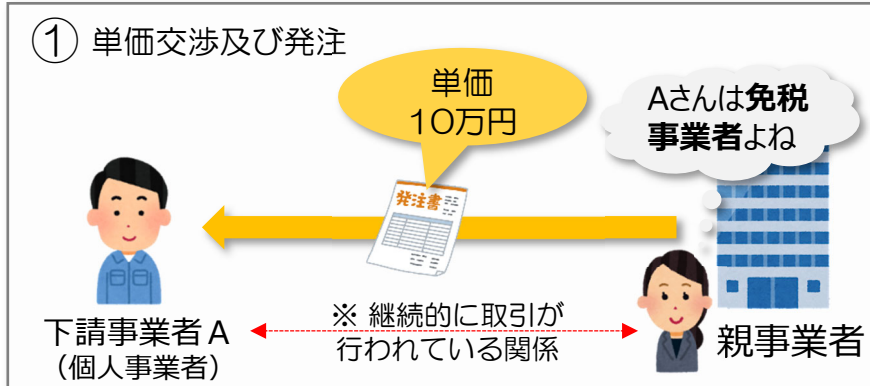 ① 単価交渉及び発注
単価
10万円
Aさんは免税
事業者よね
発注書
※ 継続的に取引が
行われている関係
下請事業者A
（個人事業者）
親事業者